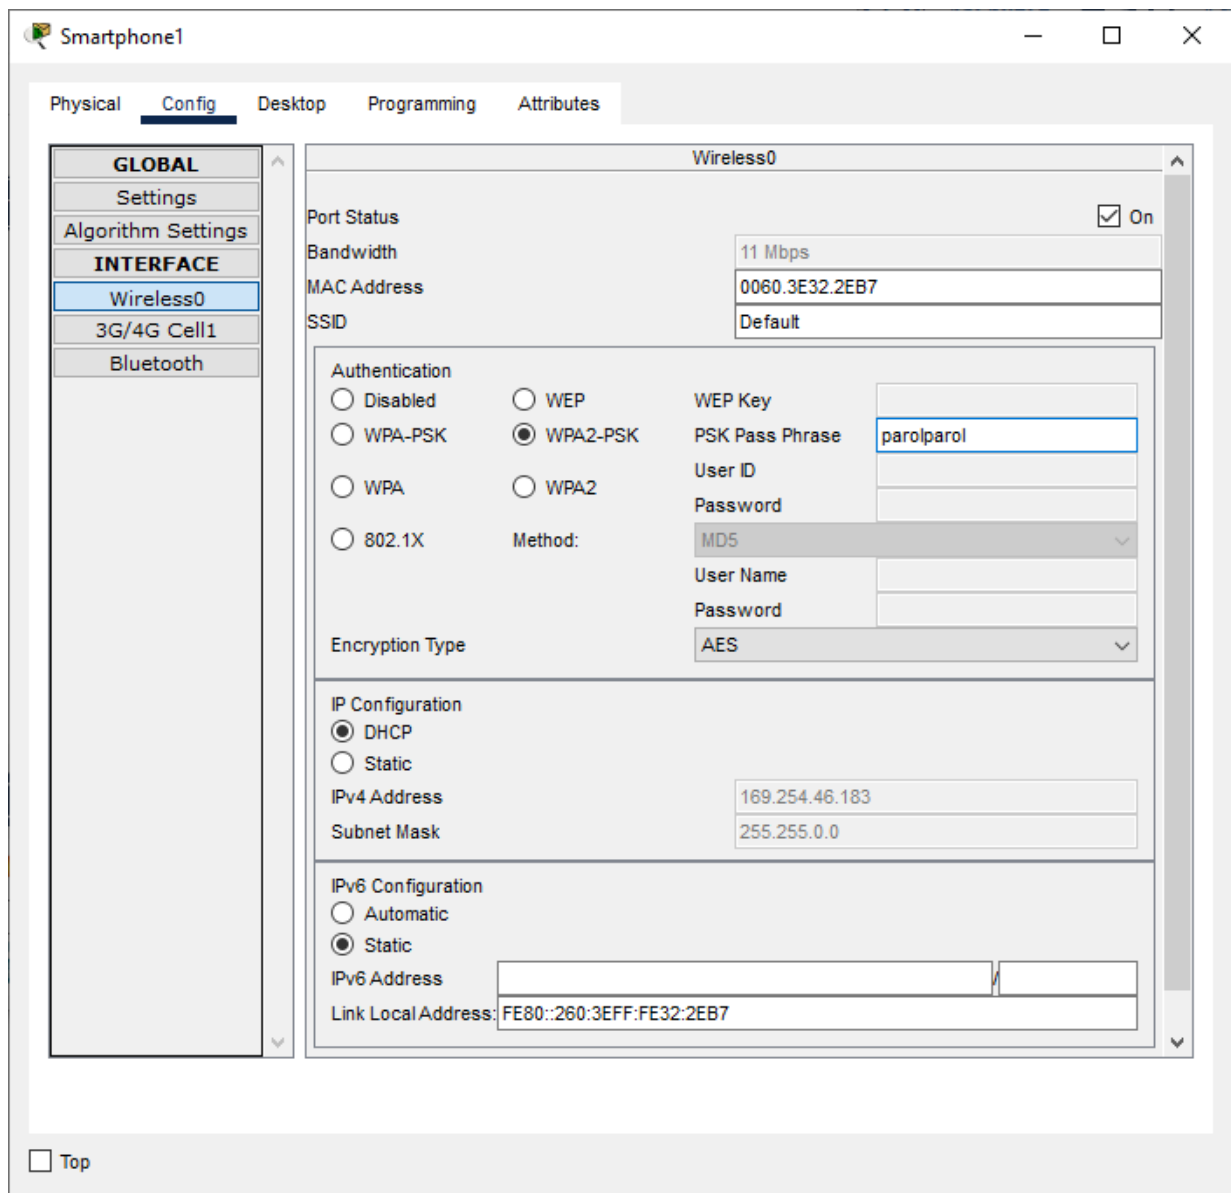 Smartphone1
Physical Config Desktop Programming Attributes
GLOBAL
Settings
Algorithm Settings
INTERFACE
Wireless0
3G/4G Cell1
Bluetooth
Wireless0
Port Status On
Bandwidth 11 Mbps
MAC Address 0060.3E32.2EB7
SSID Default
Authentication
Disabled WEP WEP Key
WPA-PSK WPA2-PSK PSK Pass Phrase parolparol
User ID
WPA WPA2
Password
802.1X Method: MD5
User Name
Password
Encryption Type AES
IP Configuration
DHCP
Static
IPv4 Address 169.254.46.183
Subnet Mask 255.255.0.0
IPv6 Configuration
Automatic
Static
IPv6 Address /
Link Local Address: FE80::260:3EFF:FE32:2EB7
Top